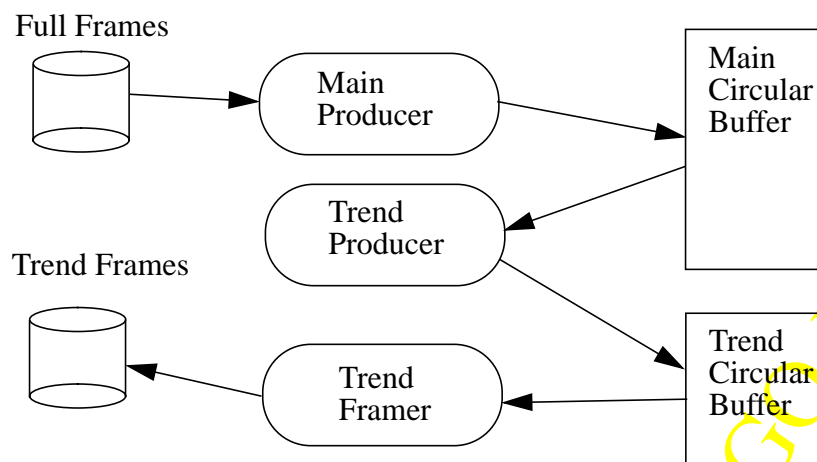 Full Frames
Main
Producer
Main
Circular
Buffer
Trend
Producer
Trend Frames
Trend
Framer
Trend
Circular
Buffer